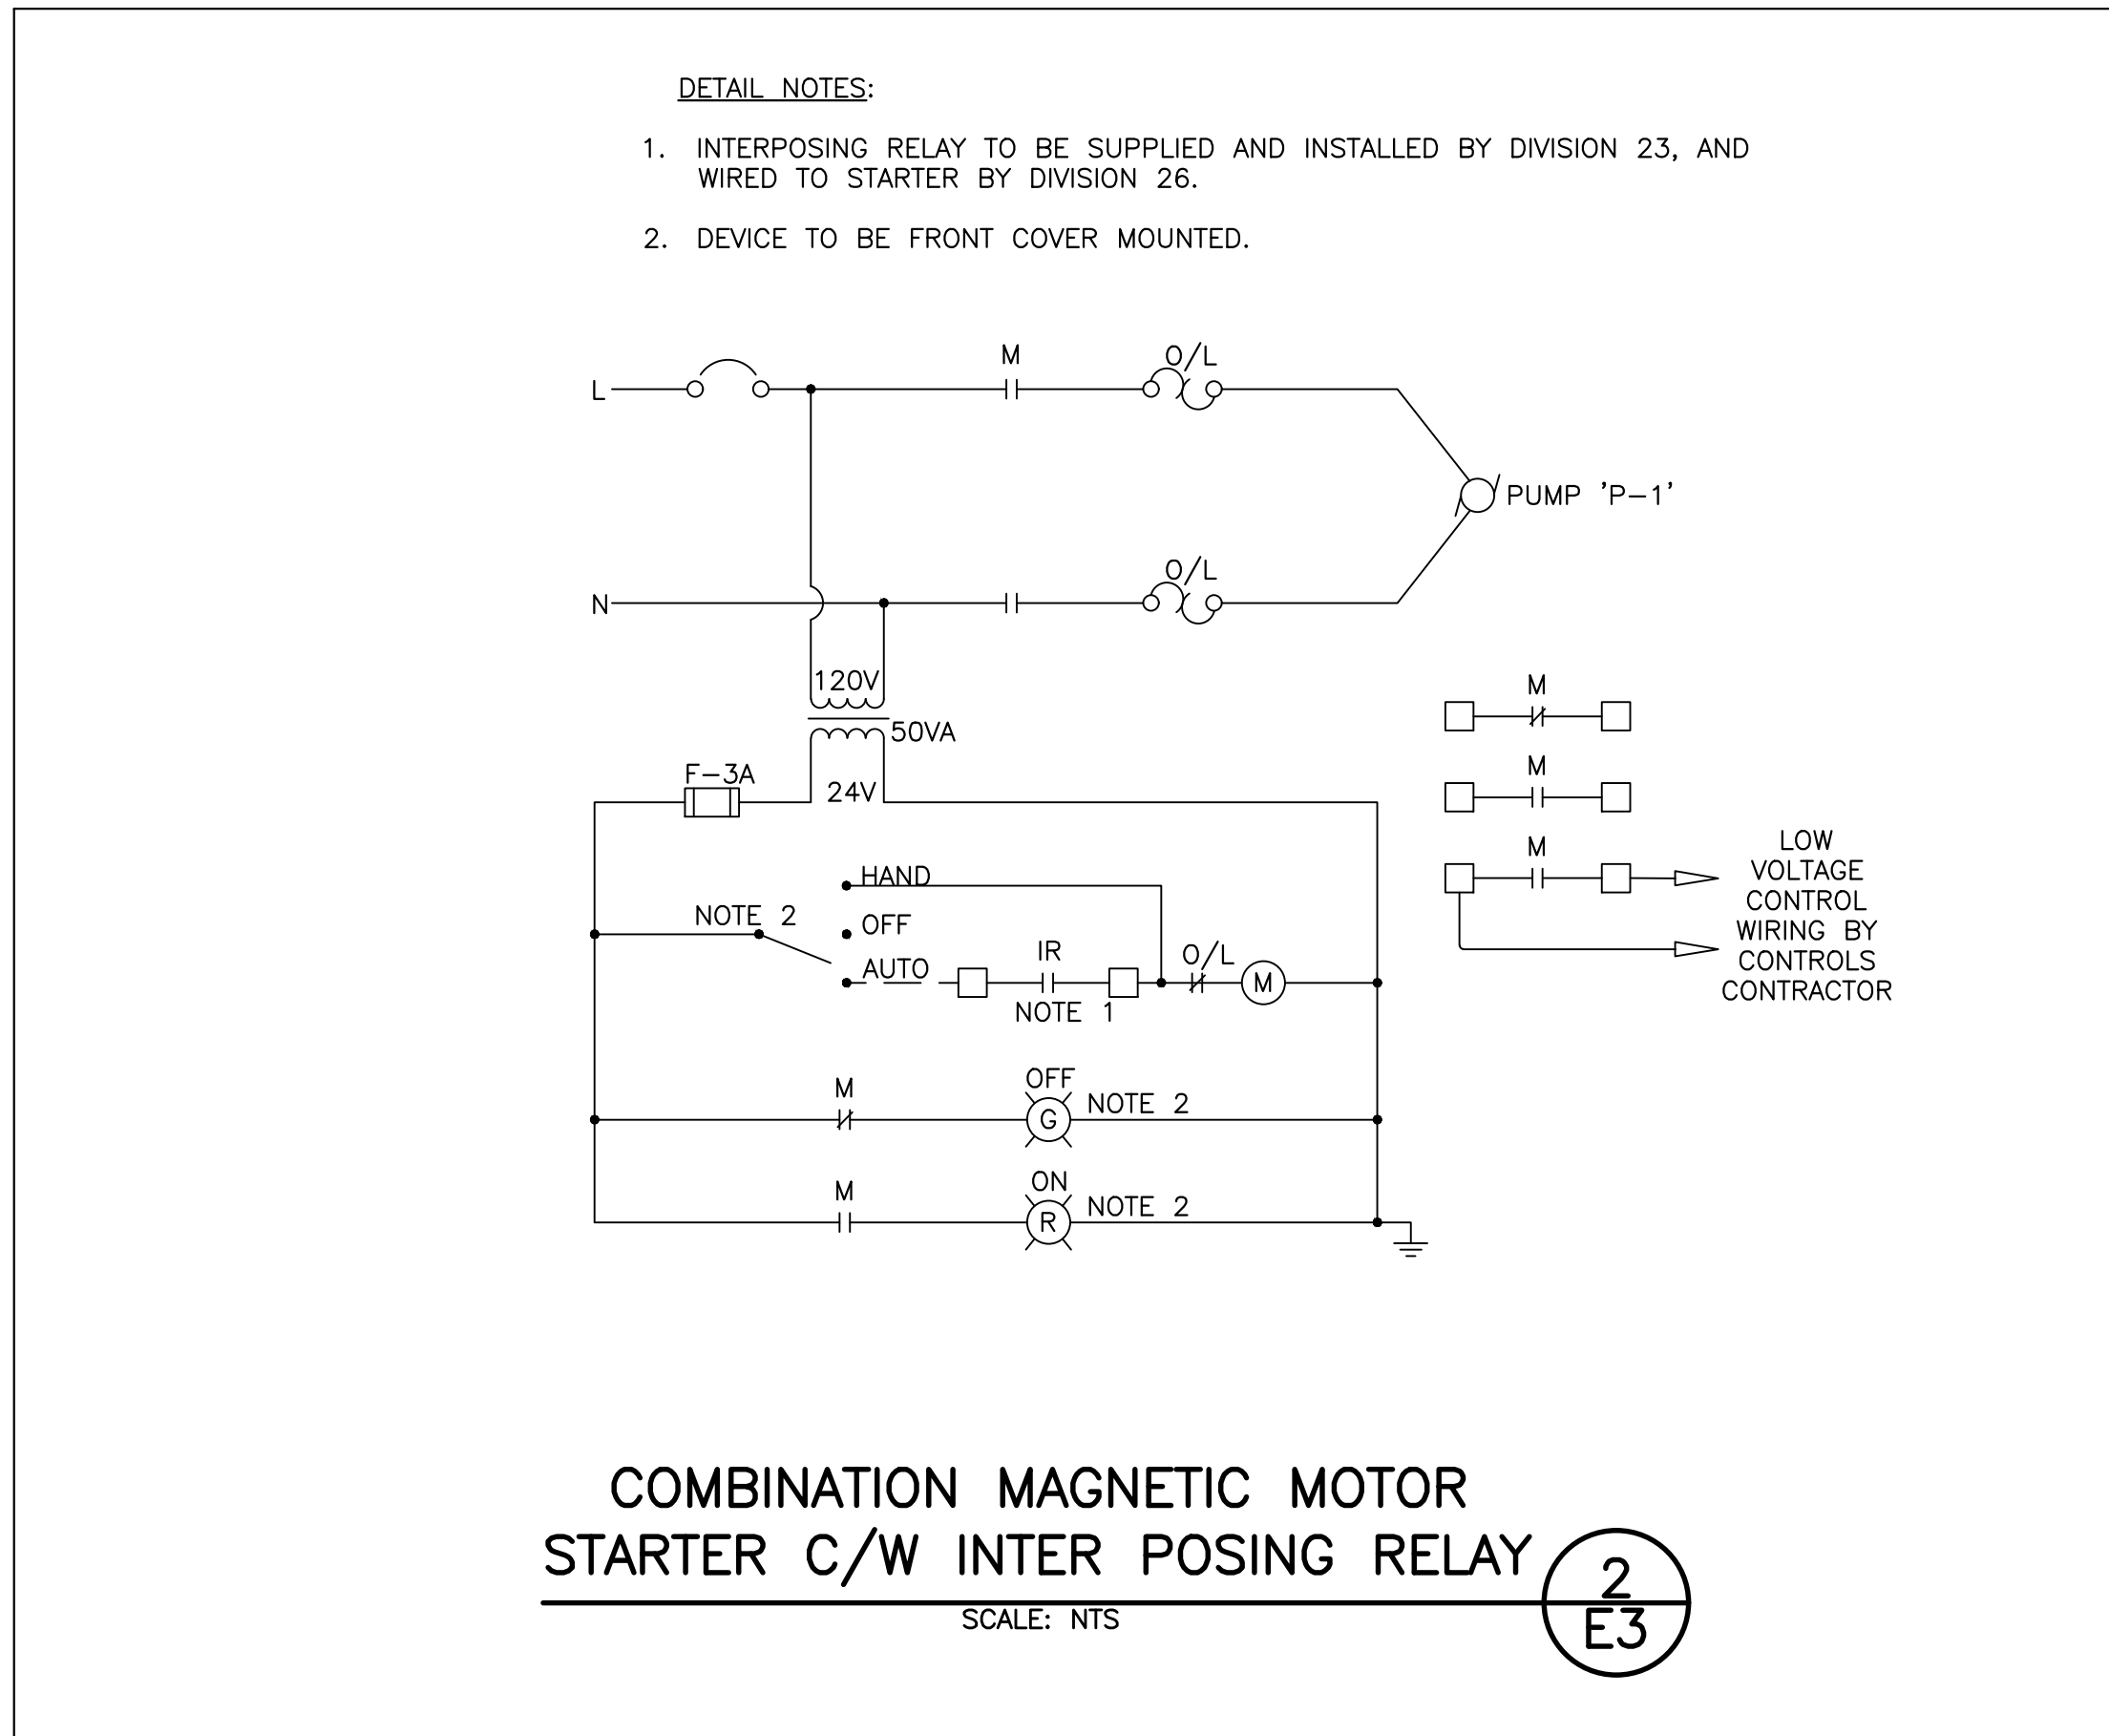 DETAIL NOTES:
1. INTERPOSING RELAY TO BE SUPPLIED AND INSTALLED BY DIVISION 23, AND
WIRED TO STARTER BY DIVISION 26.
2. DEVICE TO BE FRONT COVER MOUNTED.
M
O/L
L
PUMP 'P-1'
O/L
N
120V
50VA
M
F-3A
24V
M
M
LOW
VOLTAGE
CONTROL
WIRING BY
CONTROLS
CONTRACTOR
HAND
NOTE 2
OFF
AUTO
IR
NOTE 1
O/L
M
M
OFF
G
NOTE 2
M
ON
R
NOTE 2
COMBINATION MAGNETIC MOTOR
STARTER C/W INTER POSING RELAY
SCALE: NTS
2
E3